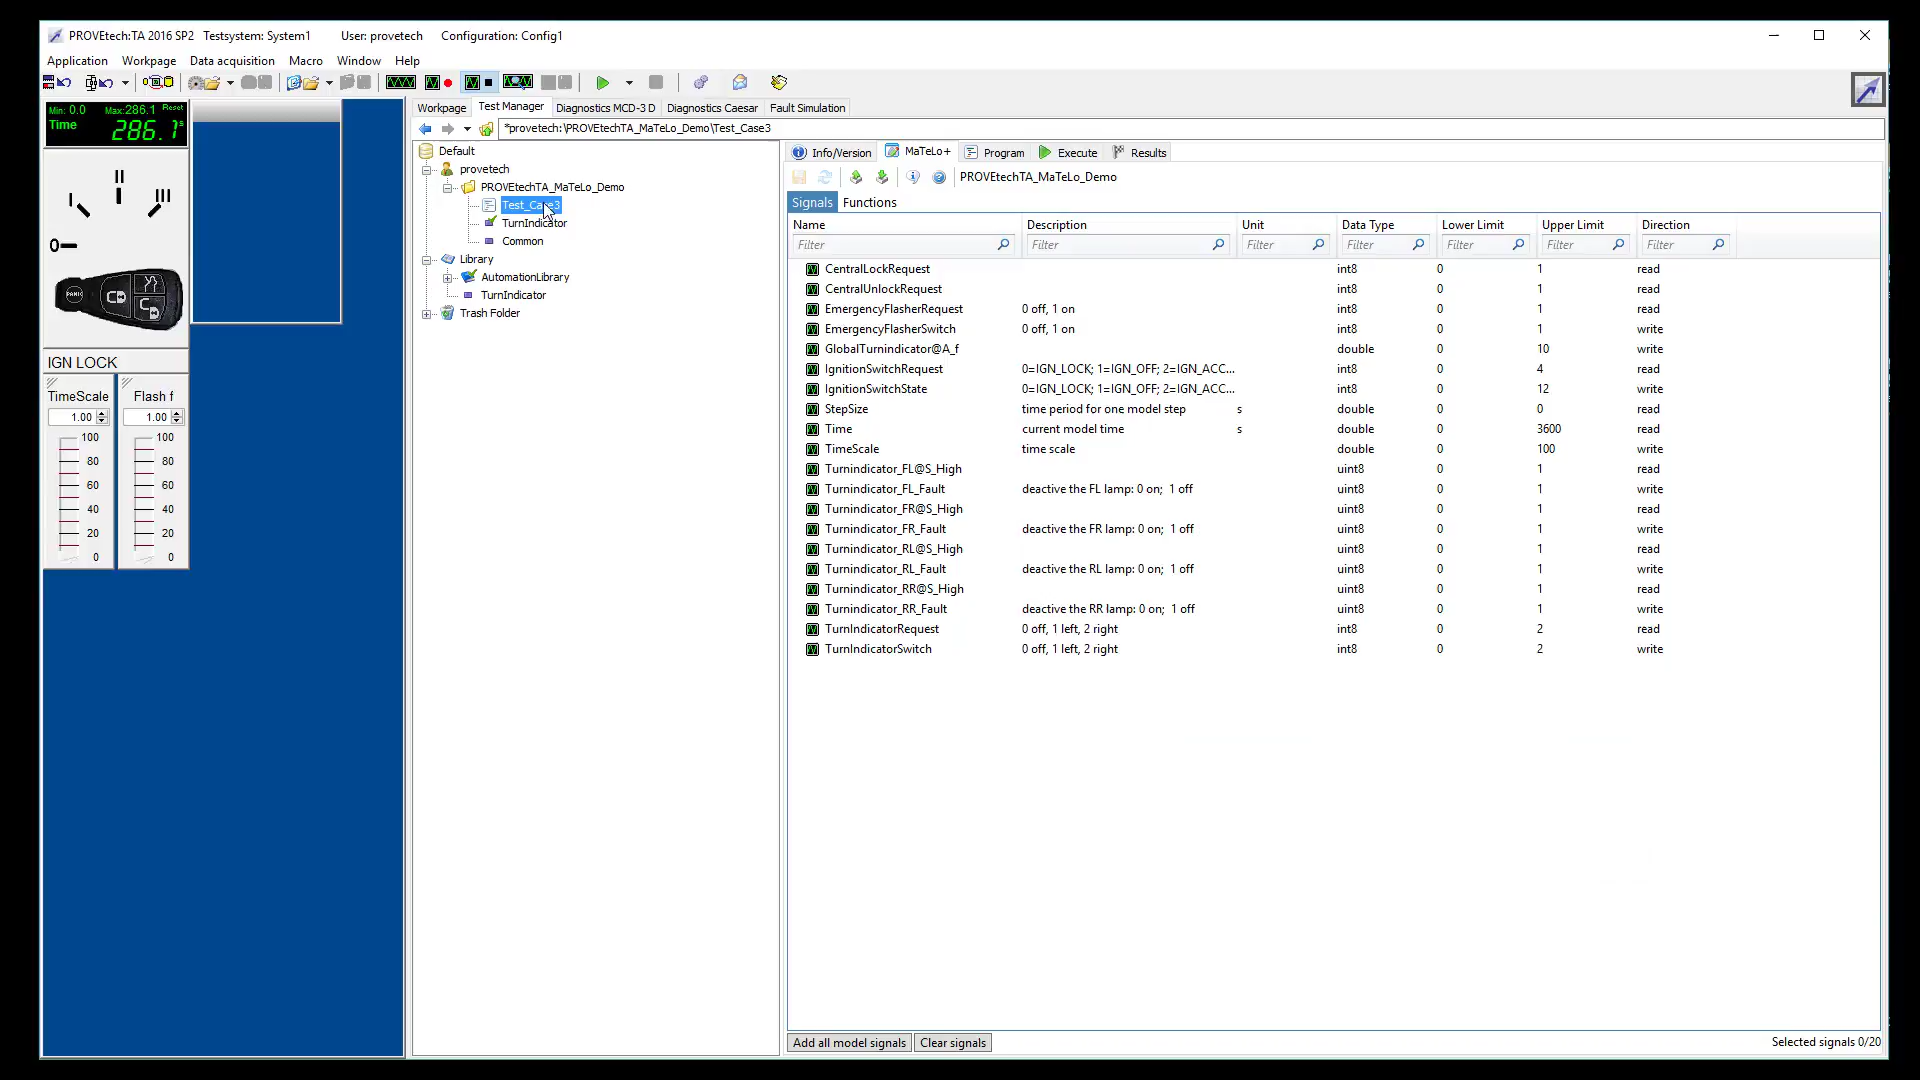 PROVEtech:TA 2016 SP2 Testsystem: System1 User: provetech Configuration: Config1
Application Workpage Data acquisition Macro Window Help
Workpage Test Manager Diagnostics MCD-3 D Diagnostics Caesar Fault Simulation
Min: 0.0 Max:286.1 Reset
Time 286.1 s
*provetech:\PROVEtechTA_MaTeLo_Demo\Test_Case3
Default
provetech
PROVEtechTA_MaTeLo_Demo
Test_Case3
TurnIndicator
Common
Library
AutomationLibrary
TurnIndicator
Trash Folder
0 I II III
PANIC
IGN LOCK
TimeScale Flash f
1.00 1.00
100 100
80 80
60 60
40 40
20 20
0 0
Info/Version MaTeLo+ Program Execute Results
PROVEtechTA_MaTeLo_Demo
Signals Functions
Name Description Unit Data Type Lower Limit Upper Limit Direction
Filter Filter Filter Filter Filter Filter Filter
CentralLockRequest int8 0 1 read
CentralUnlockRequest int8 0 1 read
EmergencyFlasherRequest 0 off, 1 on int8 0 1 read
EmergencyFlasherSwitch 0 off, 1 on int8 0 1 write
GlobalTurnindicator@A_f double 0 10 write
IgnitionSwitchRequest 0=IGN_LOCK; 1=IGN_OFF; 2=IGN_ACC... int8 0 4 read
IgnitionSwitchState 0=IGN_LOCK; 1=IGN_OFF; 2=IGN_ACC... int8 0 12 write
StepSize time period for one model step s double 0 0 read
Time current model time s double 0 3600 read
TimeScale time scale double 0 100 write
Turnindicator_FL@S_High uint8 0 1 read
Turnindicator_FL_Fault deactive the FL lamp: 0 on; 1 off uint8 0 1 write
Turnindicator_FR@S_High uint8 0 1 read
Turnindicator_FR_Fault deactive the FR lamp: 0 on; 1 off uint8 0 1 write
Turnindicator_RL@S_High uint8 0 1 read
Turnindicator_RL_Fault deactive the RL lamp: 0 on; 1 off uint8 0 1 write
Turnindicator_RR@S_High uint8 0 1 read
Turnindicator_RR_Fault deactive the RR lamp: 0 on; 1 off uint8 0 1 write
TurnIndicatorRequest 0 off, 1 left, 2 right int8 0 2 read
TurnIndicatorSwitch 0 off, 1 left, 2 right int8 0 2 write
Add all model signals Clear signals Selected signals 0/20